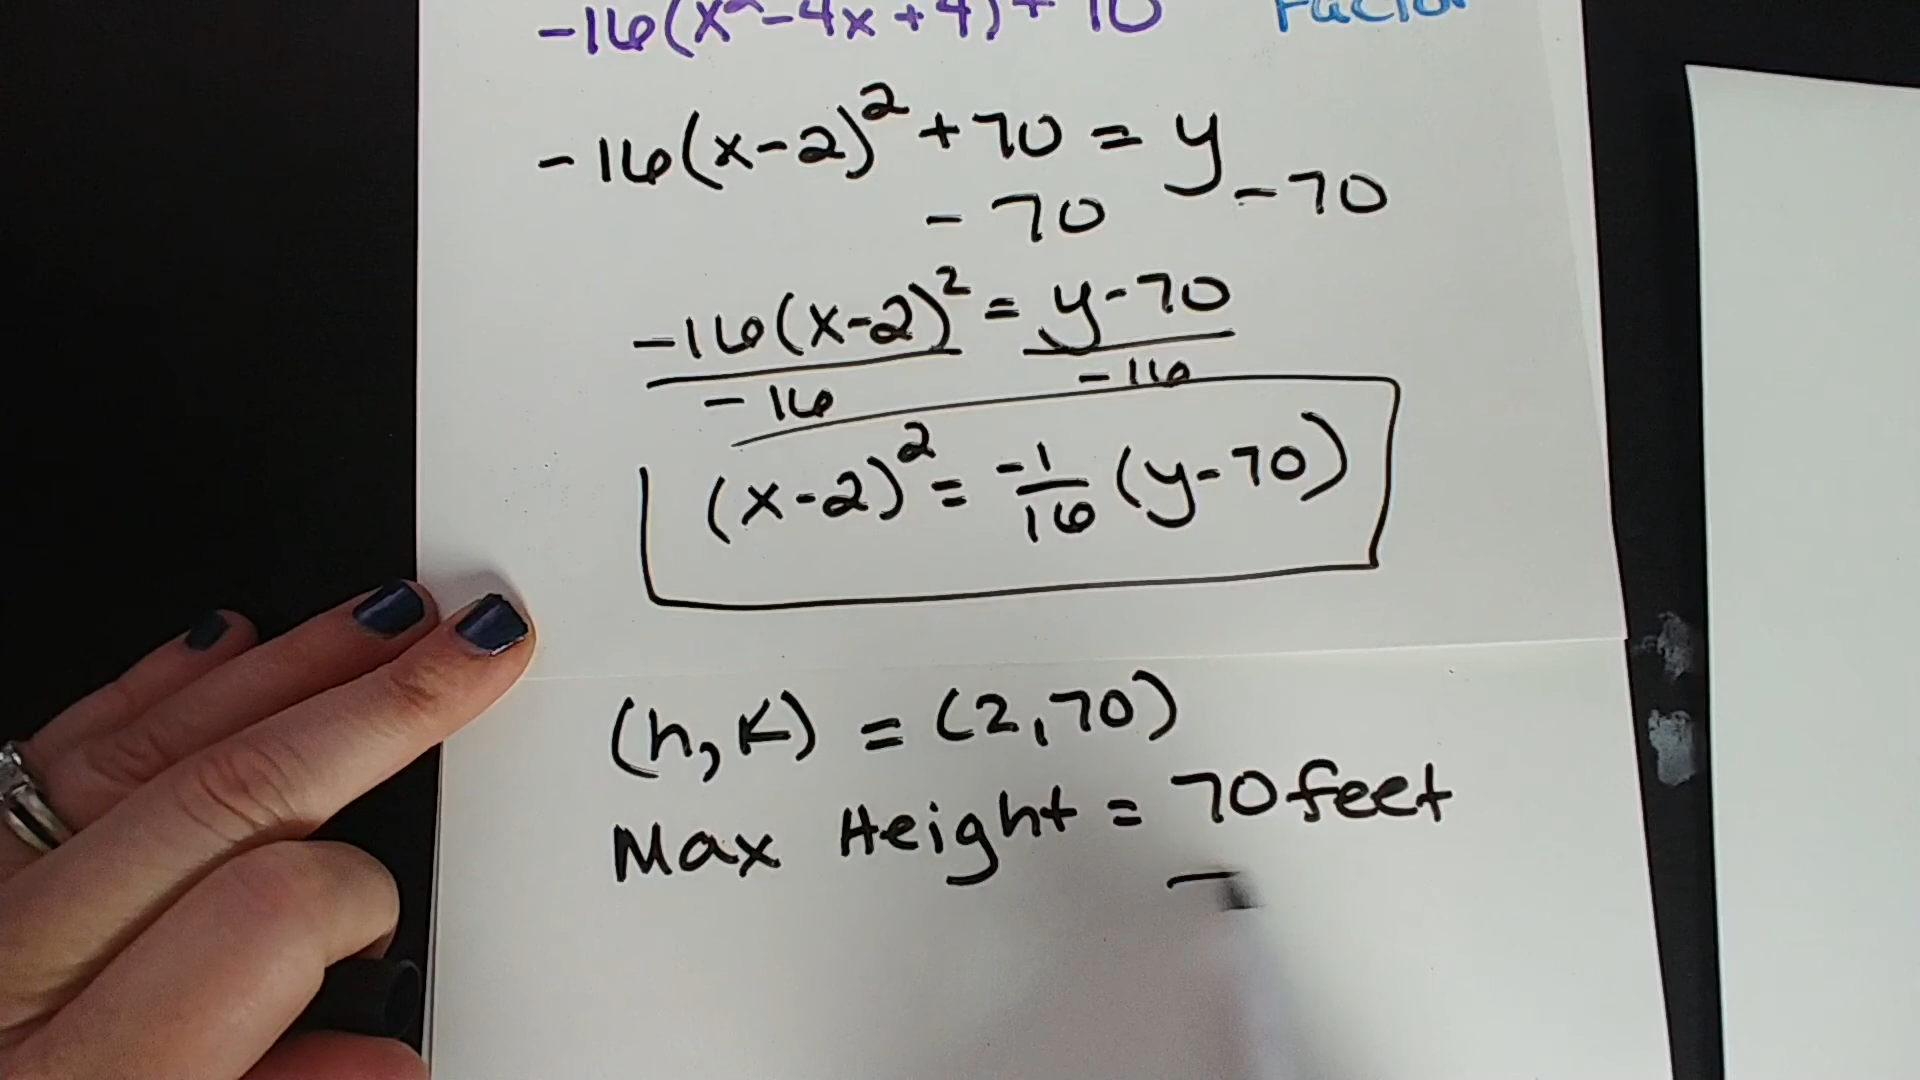 -16(x²-4x+4)+70 Factor
-16(x-2)²+70 = y
-70 -70
-16(x-2)² = y-70
-16 -16
(x-2)² = -1/16 (y-70)
(h,K) = (2,70)
Max Height = 70 feet